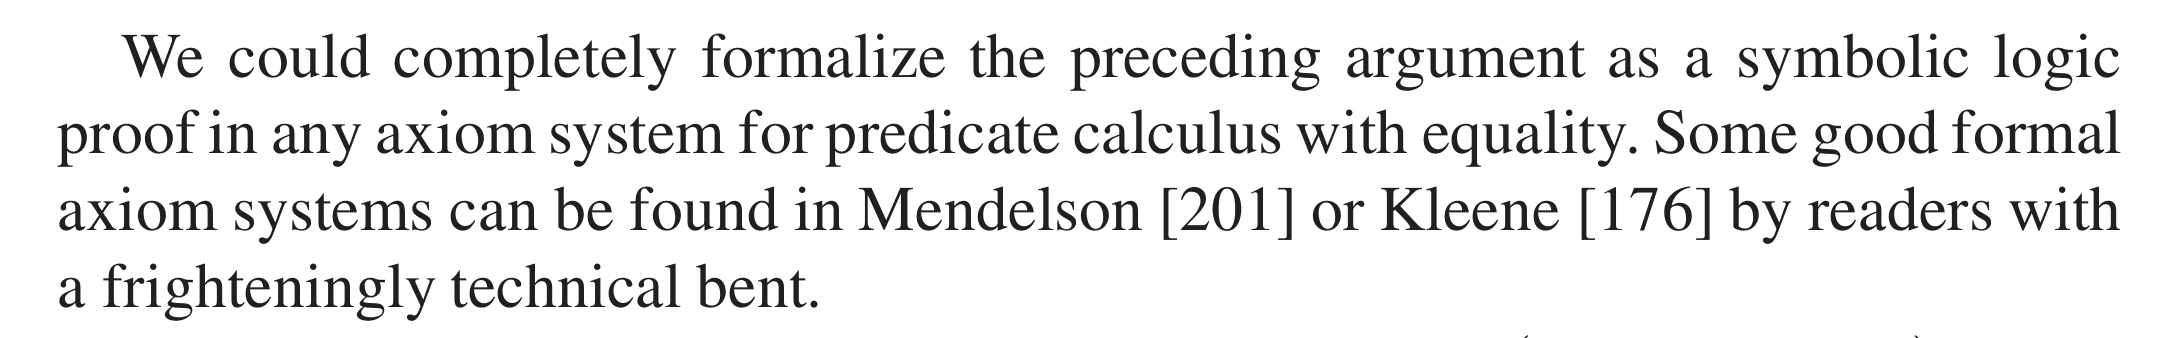 We could completely formalize the preceding argument as a symbolic logic
proof in any axiom system for predicate calculus with equality. Some good formal
axiom systems can be found in Mendelson [201] or Kleene [176] by readers with
a frighteningly technical bent.